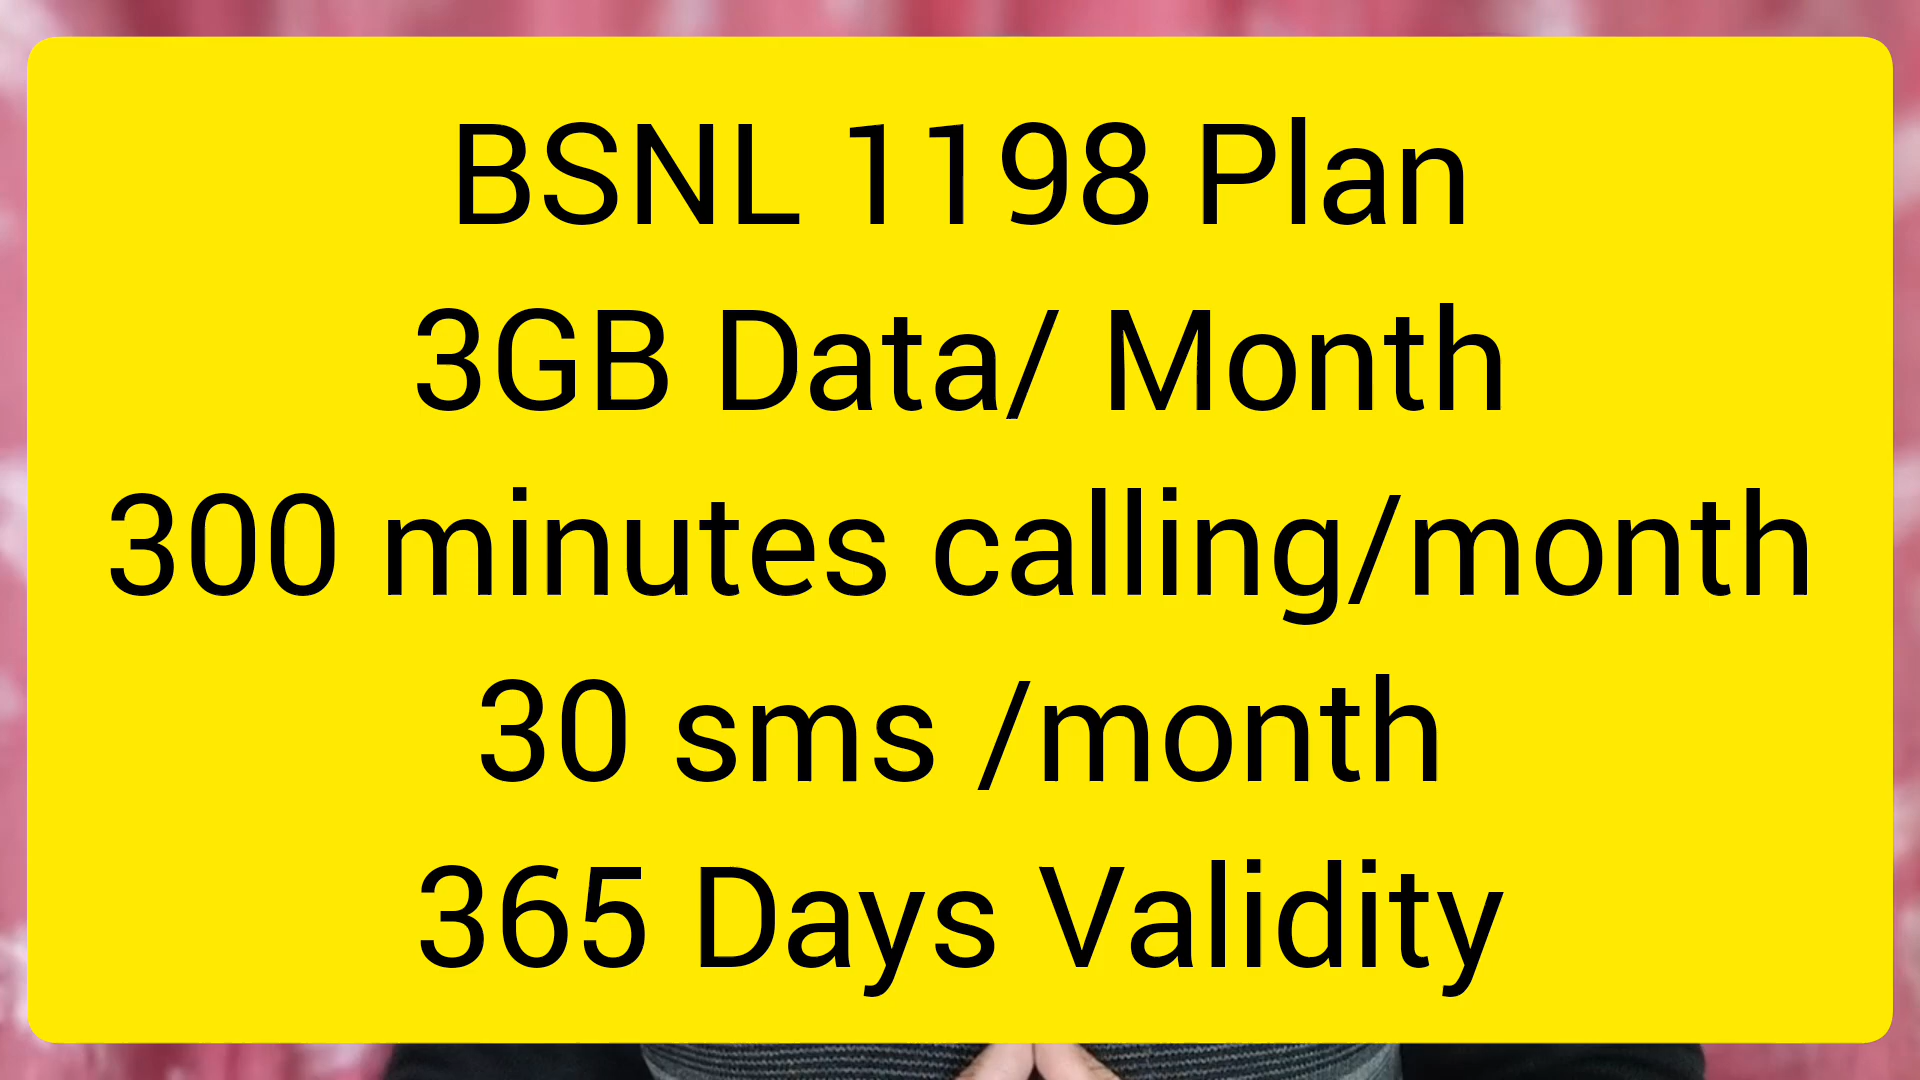 BSNL 1198 Plan
3GB Data/ Month
300 minutes calling/month
30 sms /month
365 Days Validity